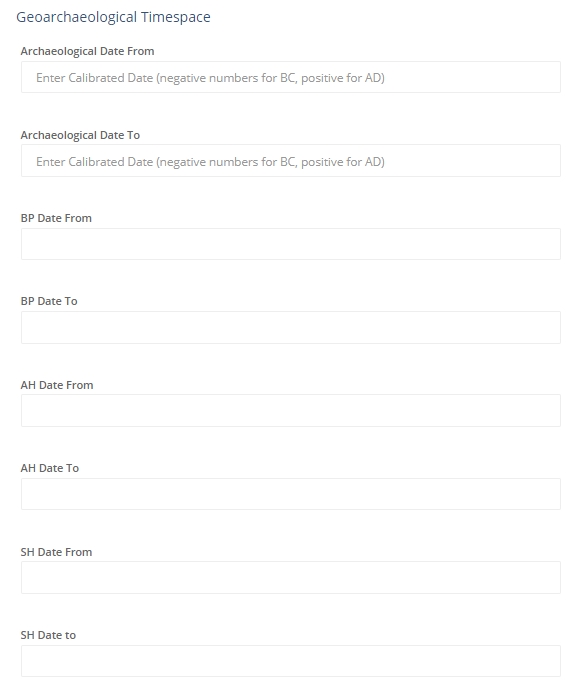 Geoarchaeological Timespace
Archaeological Date From
Enter Calibrated Date (negative numbers for BC, positive for AD)
Archaeological Date To
Enter Calibrated Date (negative numbers for BC, positive for AD)
BP Date From
BP Date To
AH Date From
AH Date To
SH Date From
SH Date to